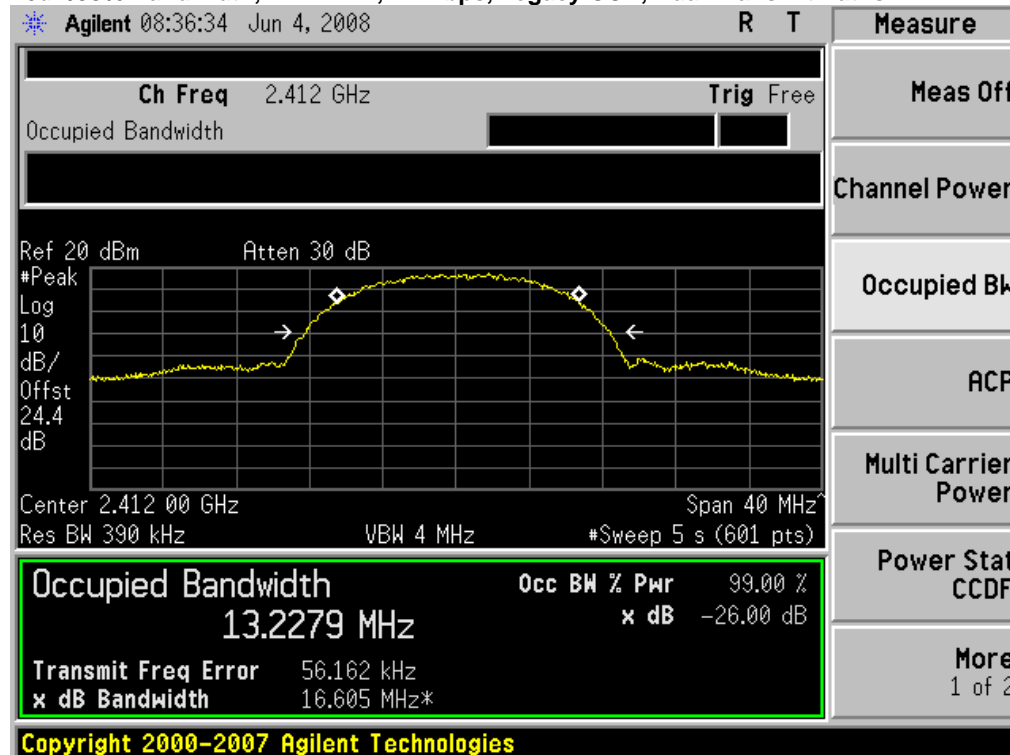 Agilent 08:36:34 Jun 4, 2008 R T
Measure
Ch Freq 2.412 GHz Trig Free
Occupied Bandwidth
Meas Off
Channel Power
Occupied BW
ACP
Multi Carrier
Power
Power Stat
CCDF
More
1 of 2
Ref 20 dBm Atten 30 dB
#Peak
Log
10
dB/
Offst
24.4
dB
Center 2.412 00 GHz Span 40 MHz^
Res BW 390 kHz VBW 4 MHz #Sweep 5 s (601 pts)
Occupied Bandwidth
13.2279 MHz
Occ BW % Pwr 99.00 %
x dB -26.00 dB
Transmit Freq Error 56.162 kHz
x dB Bandwidth 16.605 MHz*
Copyright 2000-2007 Agilent Technologies